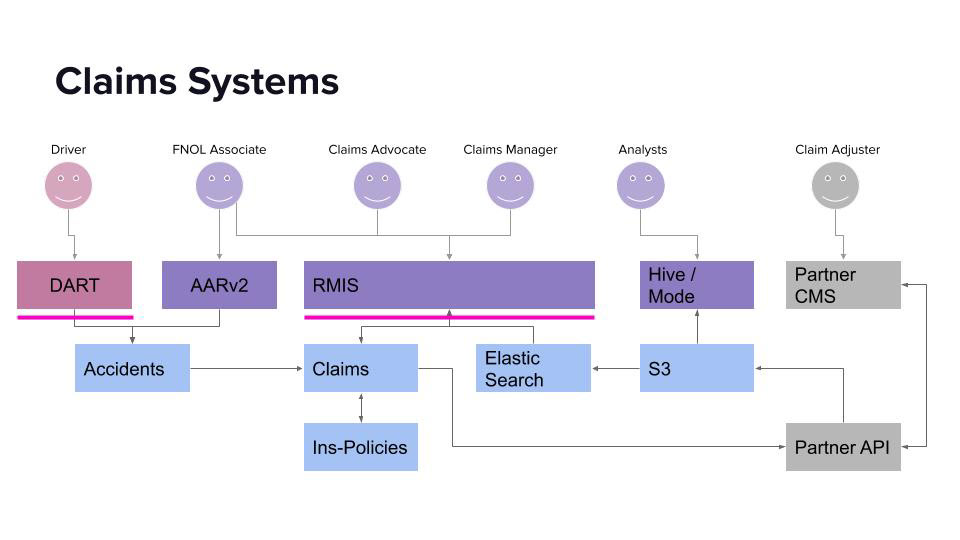 Claims Systems
Driver
FNOL Associate
Claims Advocate
Claims Manager
Analysts
Claim Adjuster
DART
AARv2
RMIS
Hive /
Mode
Partner
CMS
Accidents
Claims
Elastic
Search
S3
Ins-Policies
Partner API